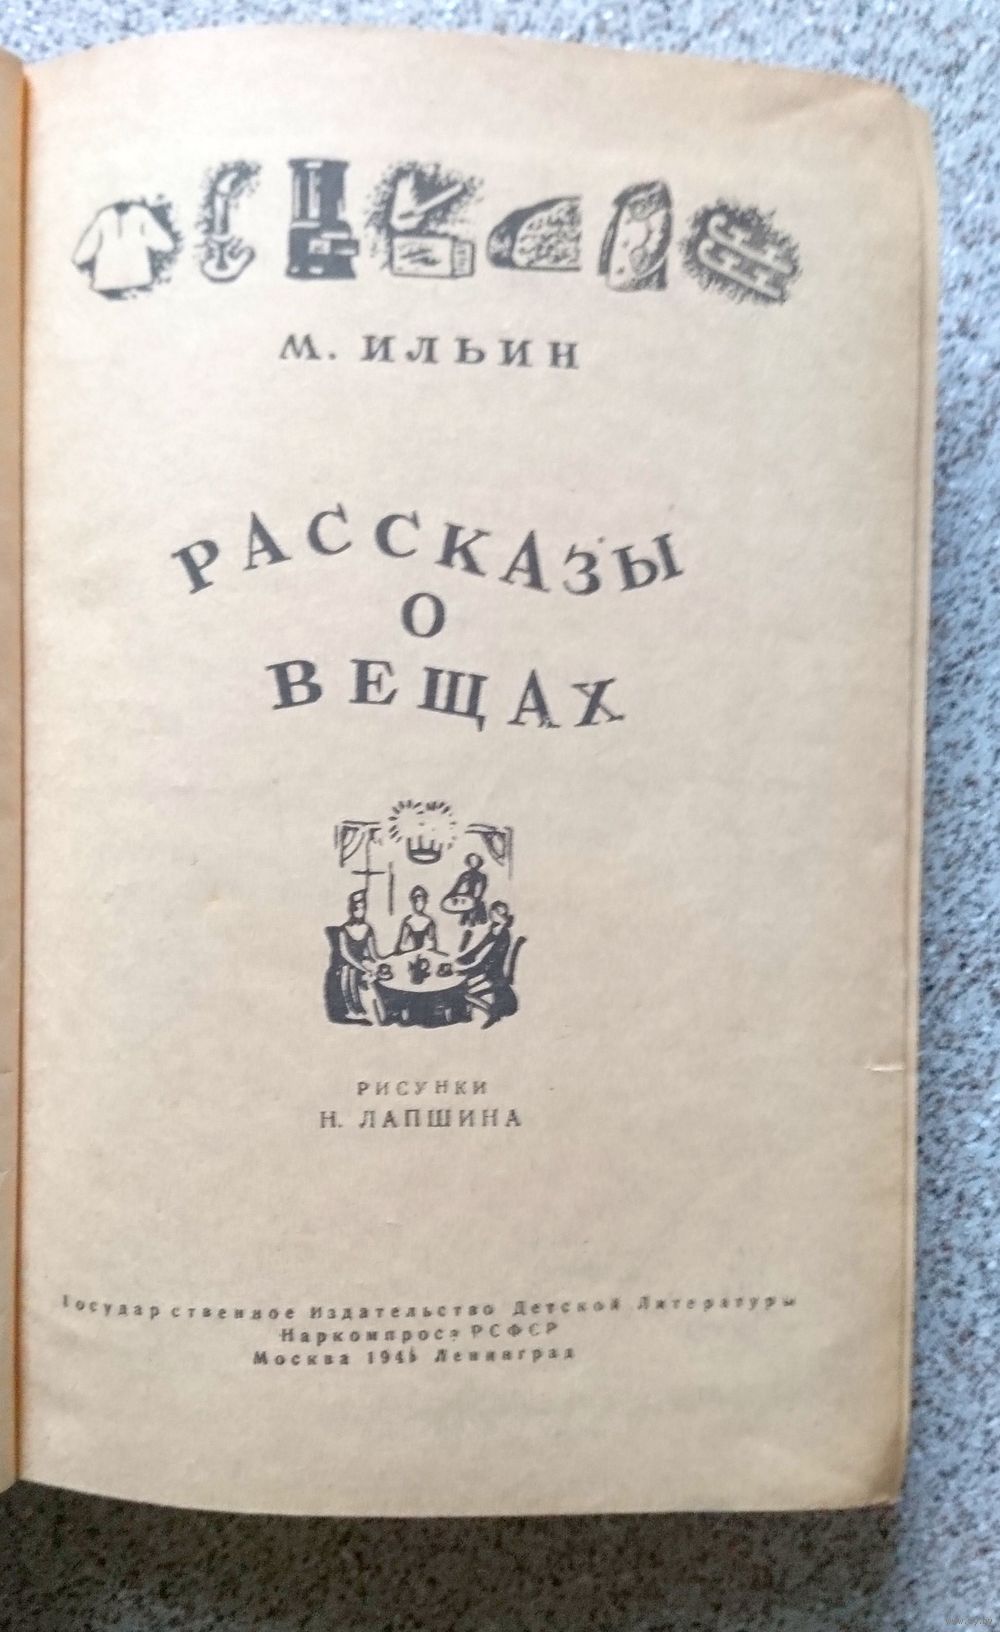 М. ИЛЬИН
РАССКАЗЫ
О
ВЕЩАХ
РИСУНКИ
Н. ЛАПШИНА
Государственное Издательство Детской Литературы
Наркомпроса РСФСР
Москва Ленинград